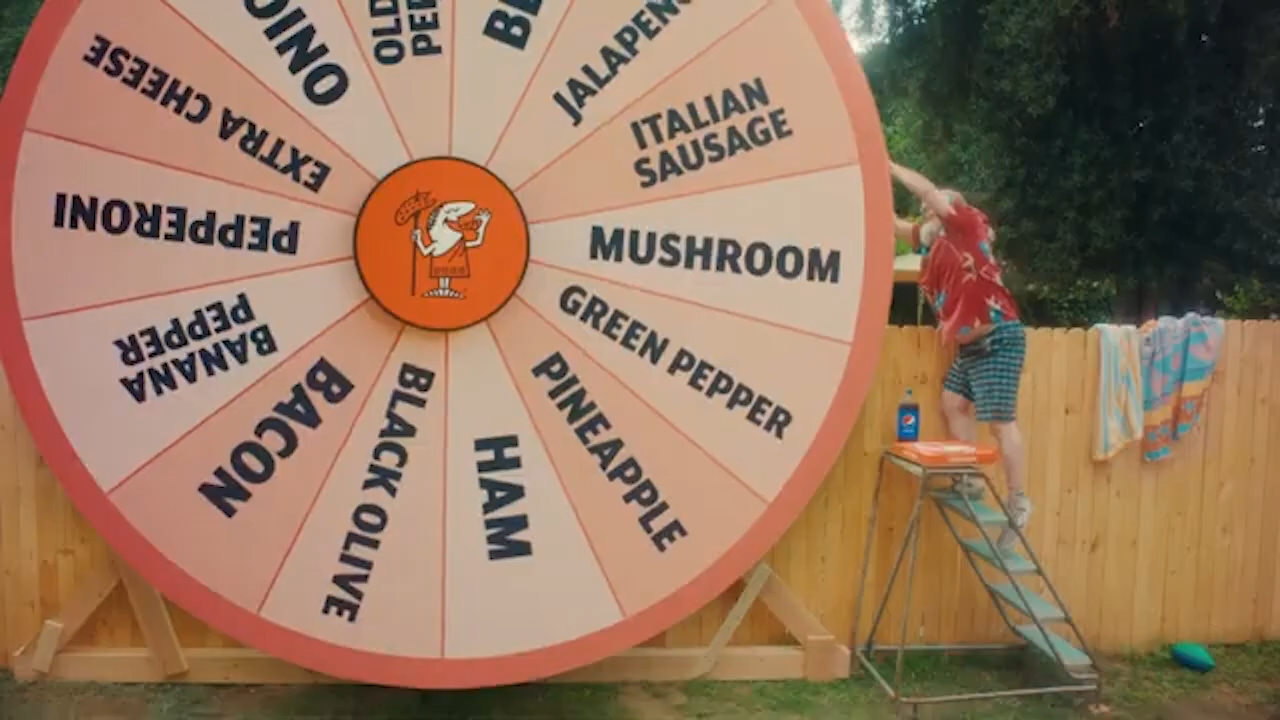 ONIO
OLD
PEP
BE
JALAPENO
ITALIAN
SAUSAGE
MUSHROOM
GREEN PEPPER
PINEAPPLE
HAM
BLACK OLIVE
BACON
BANANA
PEPPER
PEPPERONI
EXTRA CHEESE